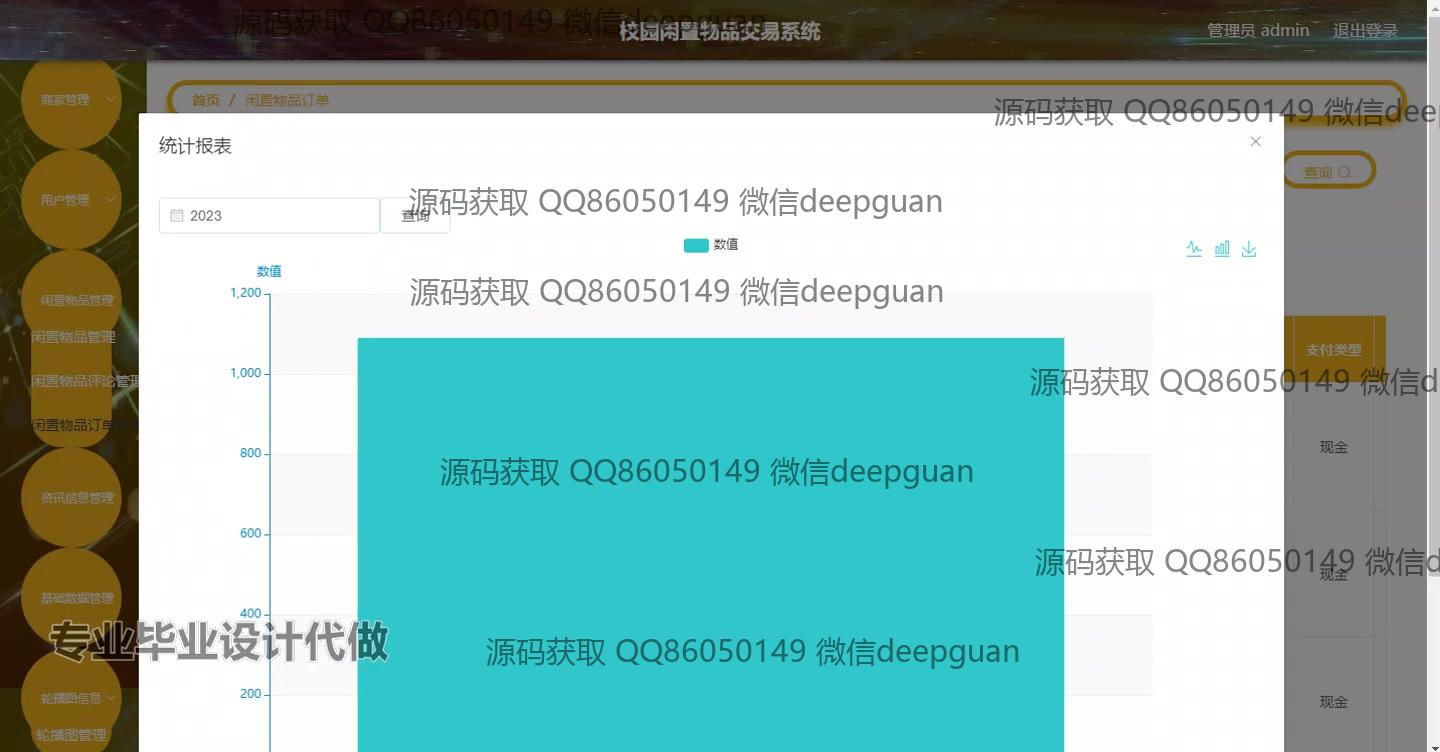 源码获取 QQ86050149 微信deepguan
校园闲置物品交易系统
管理员 admin
退出登录
商家管理
首页 / 闲置物品订单
源码获取 QQ86050149 微信dee
统计报表
查询
用户管理
2023
查询
源码获取 QQ86050149 微信deepguan
数值
数值
1,200
源码获取 QQ86050149 微信deepguan
闲置物品管理
闲置物品管理
支付类型
1,000
闲置物品评论管理
源码获取 QQ86050149 微信d
闲置物品订单
800
现金
源码获取 QQ86050149 微信deepguan
资讯信息管理
600
源码获取 QQ86050149 微信d
现金
基础数据管理
400
专业毕业设计代做
源码获取 QQ86050149 微信deepguan
轮播图信息
200
现金
轮播图管理